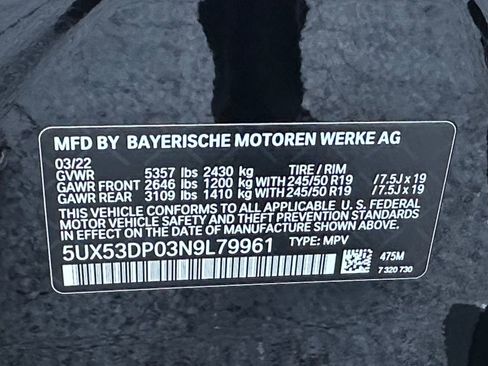 MFD BY BAYERISCHE MOTOREN WERKE AG
03/22
GVWR 5357 lbs 2430 kg TIRE / RIM
GAWR FRONT 2646 lbs 1200 kg WITH 245/50 R19 / 7.5J x 19
GAWR REAR 3109 lbs 1410 kg WITH 245/50 R19 / 7.5J x 19
THIS VEHICLE CONFORMS TO ALL APPLICABLE U. S. FEDERAL
MOTOR VEHICLE SAFETY AND THEFT PREVENTION STANDARDS
IN EFFECT ON THE DATE OF MANUFACTURE SHOWN ABOVE.
5UX53DP03N9L79961 TYPE: MPV
475M
7 320 730